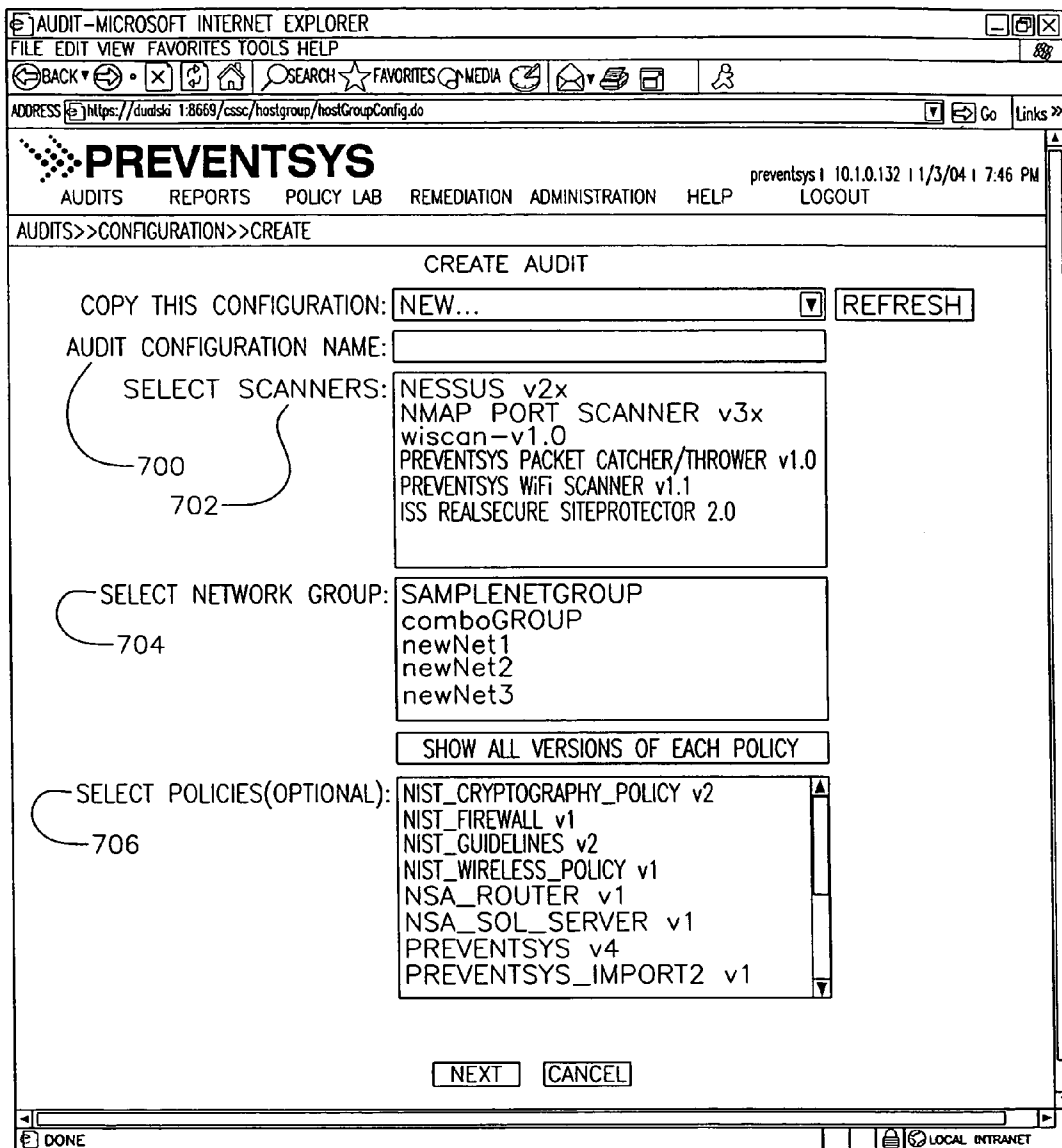 AUDIT-MICROSOFT INTERNET EXPLORER
FILE EDIT VIEW FAVORITES TOOLS HELP
BACK SEARCH FAVORITES MEDIA
ADDRESS https://dualski 1:8669/cssc/hostgroup/hostGroupConfig.do Go Links »
PREVENTSYS
preventsys | 10.1.0.132 | 1/3/04 | 7:46 PM
AUDITS REPORTS POLICY LAB REMEDIATION ADMINISTRATION HELP LOGOUT
AUDITS>>CONFIGURATION>>CREATE
CREATE AUDIT
COPY THIS CONFIGURATION: NEW... REFRESH
AUDIT CONFIGURATION NAME:
SELECT SCANNERS: NESSUS v2x
NMAP PORT SCANNER v3x
wiscan-v1.0
PREVENTSYS PACKET CATCHER/THROWER v1.0
700
PREVENTSYS WiFi SCANNER v1.1
702
ISS REALSECURE SITEPROTECTOR 2.0
SELECT NETWORK GROUP: SAMPLENETGROUP
comboGROUP
704
newNet1
newNet2
newNet3
SHOW ALL VERSIONS OF EACH POLICY
SELECT POLICIES(OPTIONAL): NIST_CRYPTOGRAPHY_POLICY v2
NIST_FIREWALL v1
706
NIST_GUIDELINES v2
NIST_WIRELESS_POLICY v1
NSA_ROUTER v1
NSA_SOL_SERVER v1
PREVENTSYS v4
PREVENTSYS_IMPORT2 v1
NEXT CANCEL
DONE LOCAL INTRANET